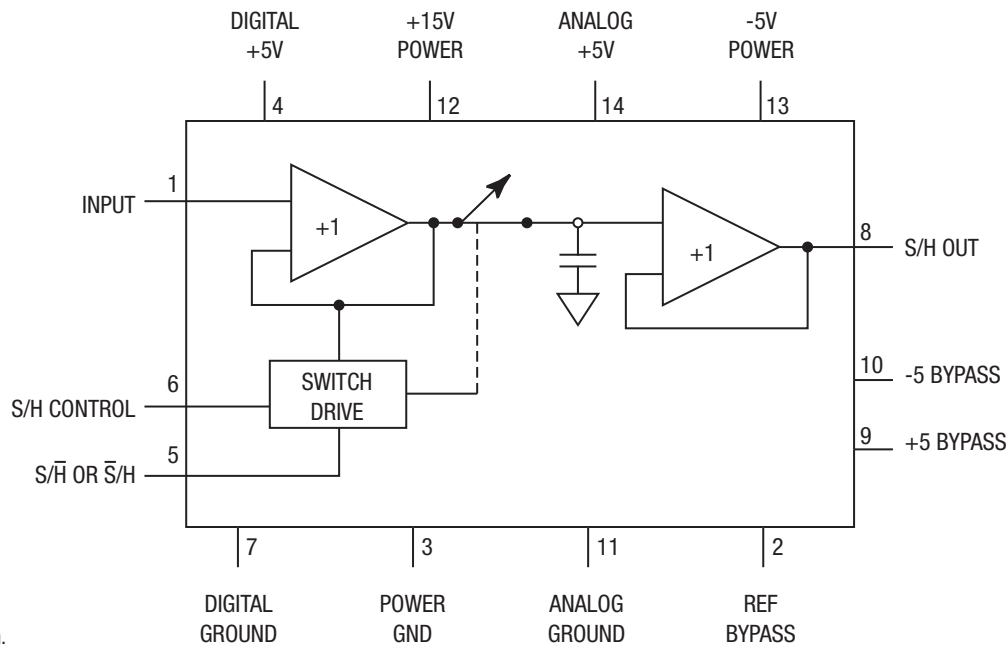 DIGITAL
+5V
+15V
POWER
ANALOG
+5V
-5V
POWER
4
12
14
13
1
INPUT
+1
+1
8
S/H OUT
SWITCH
DRIVE
6
S/H CONTROL
5
S/H̅ OR S̅/H
10
-5 BYPASS
9
+5 BYPASS
7
3
11
2
DIGITAL
GROUND
POWER
GND
ANALOG
GROUND
REF
BYPASS